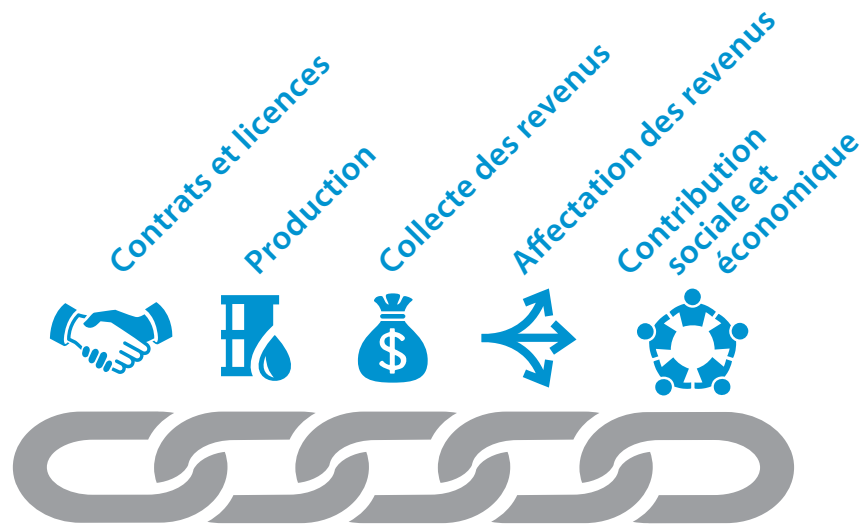 Contrats et licences
Production
Collecte des revenus
Affectation des revenus
Contribution
sociale et
économique
$